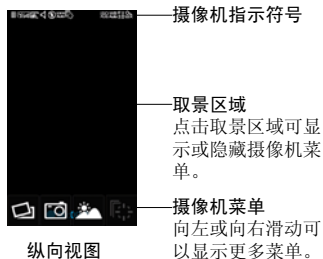 摄像机指示符号
取景区域
点击取景区域可显
示或隐藏摄像机菜
单。
摄像机菜单
向左或向右滑动可
以显示更多菜单。
纵向视图